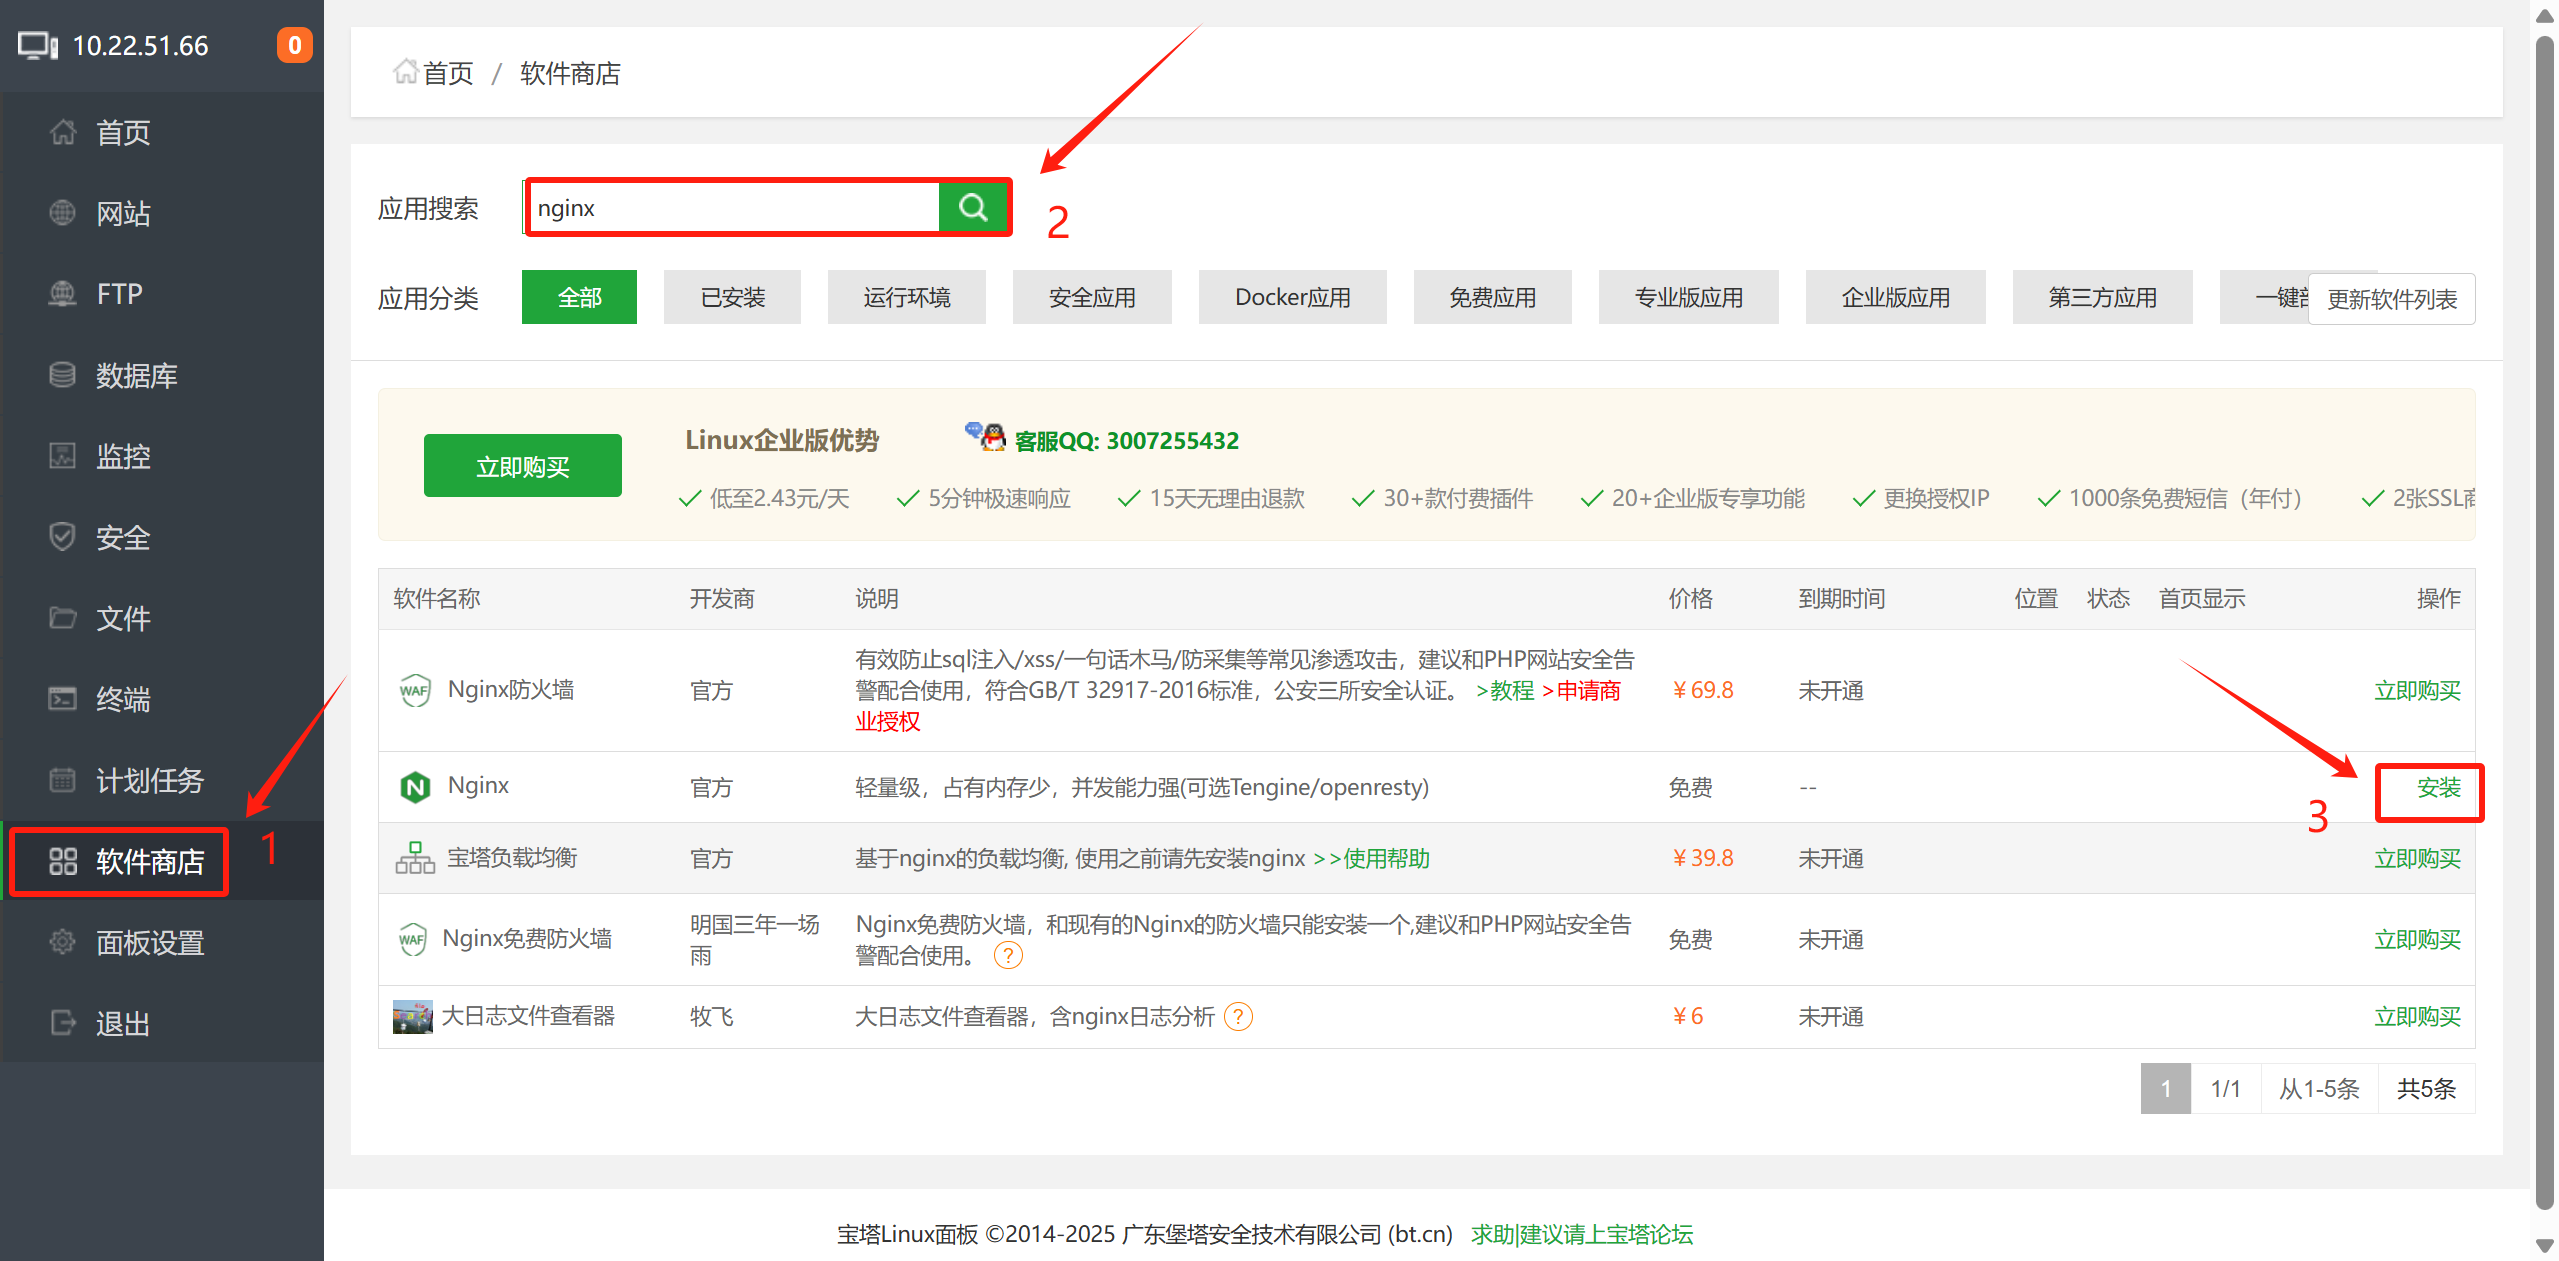 10.22.51.66
0
首页
网站
FTP
数据库
监控
安全
文件
终端
计划任务
软件商店
1
面板设置
退出
首页 / 软件商店
应用搜索 nginx
2
应用分类 全部 已安装 运行环境 安全应用 Docker应用 免费应用 专业版应用 企业版应用 第三方应用 一键 更新软件列表
立即购买
Linux企业版优势 客服QQ: 3007255432
低至2.43元/天 5分钟极速响应 15天无理由退款 30+款付费插件 20+企业版专享功能 更换授权IP 1000条免费短信（年付） 2张SSL商
软件名称 开发商 说明 价格 到期时间 位置 状态 首页显示 操作
WAF Nginx防火墙 官方 有效防止sql注入/xss/一句话木马/防采集等常见渗透攻击，建议和PHP网站安全告
警配合使用，符合GB/T 32917-2016标准，公安三所安全认证。 >教程 >申请商
业授权
￥69.8 未开通 立即购买
N Nginx 官方 轻量级，占有内存少，并发能力强(可选Tengine/openresty) 免费 -- 安装
3
宝塔负载均衡 官方 基于nginx的负载均衡, 使用之前请先安装nginx >>使用帮助 ￥39.8 未开通 立即购买
WAF Nginx免费防火墙 明国三年一场
雨
Nginx免费防火墙，和现有的Nginx的防火墙只能安装一个,建议和PHP网站安全告
警配合使用。 ?
免费 未开通 立即购买
大日志文件查看器 牧飞 大日志文件查看器，含nginx日志分析 ? ￥6 未开通 立即购买
1 1/1 从1-5条 共5条
宝塔Linux面板 ©2014-2025 广东堡塔安全技术有限公司 (bt.cn) 求助|建议请上宝塔论坛